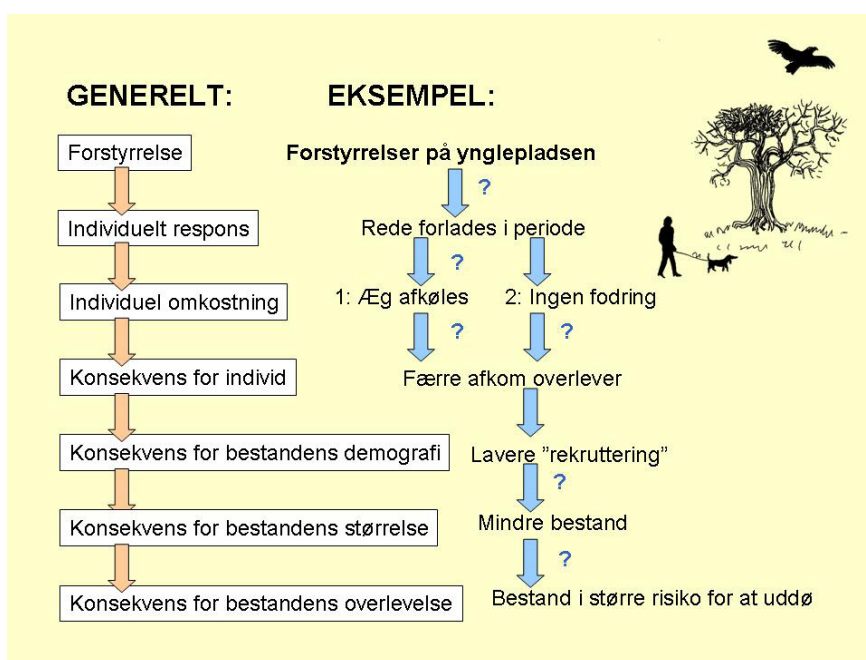 GENERELT:
EKSEMPEL:
Forstyrrelse
Forstyrrelser på ynglepladsen
?
Individuelt respons
Rede forlades i periode
?
Individuel omkostning
1: Æg afkøles
2: Ingen fodring
?
?
Konsekvens for individ
Færre afkom overlever
Konsekvens for bestandens demografi
Lavere ”rekruttering”
?
Konsekvens for bestandens størrelse
Mindre bestand
?
Konsekvens for bestandens overlevelse
Bestand i større risiko for at uddø